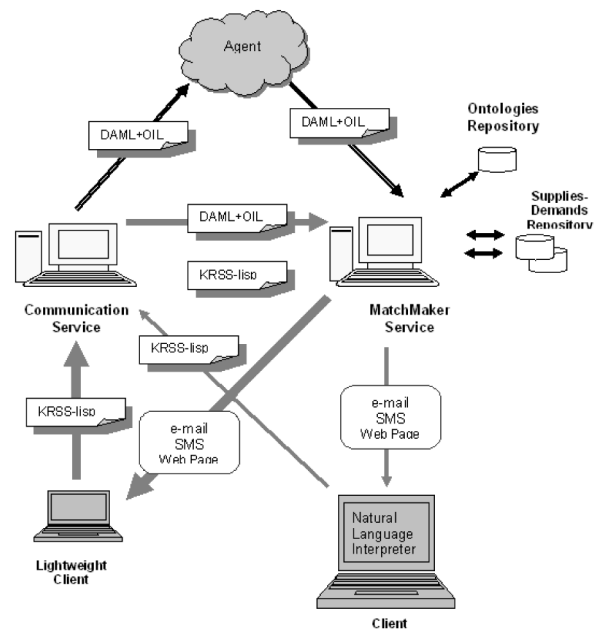 Agent
DAML+OIL
DAML+OIL
Ontologies
Repository
Supplies-
Demands
Repository
DAML+OIL
KRSS-lisp
Communication
Service
MatchMaker
Service
KRSS-lisp
KRSS-lisp
e-mail
SMS
Web Page
e-mail
SMS
Web Page
Natural
Language
Interpreter
Lightweight
Client
Client